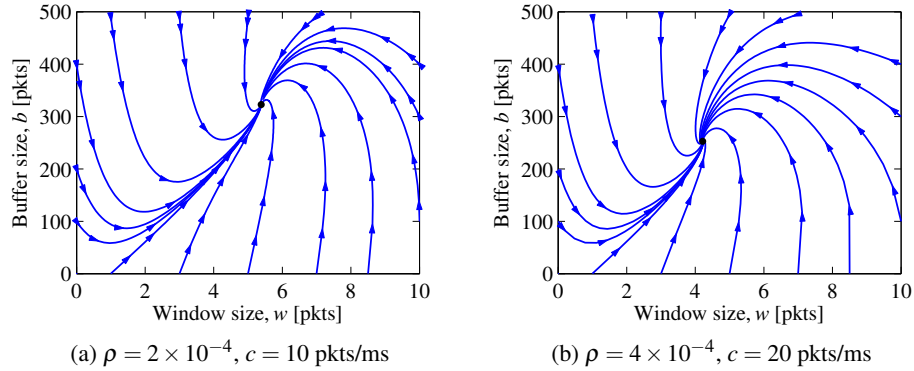 500
400
300
200
100
0
Buffer size, b [pkts]
0 2 4 6 8 10
Window size, w [pkts]
(a) ρ = 2 × 10⁻⁴, c = 10 pkts/ms
500
400
300
200
100
0
Buffer size, b [pkts]
0 2 4 6 8 10
Window size, w [pkts]
(b) ρ = 4 × 10⁻⁴, c = 20 pkts/ms